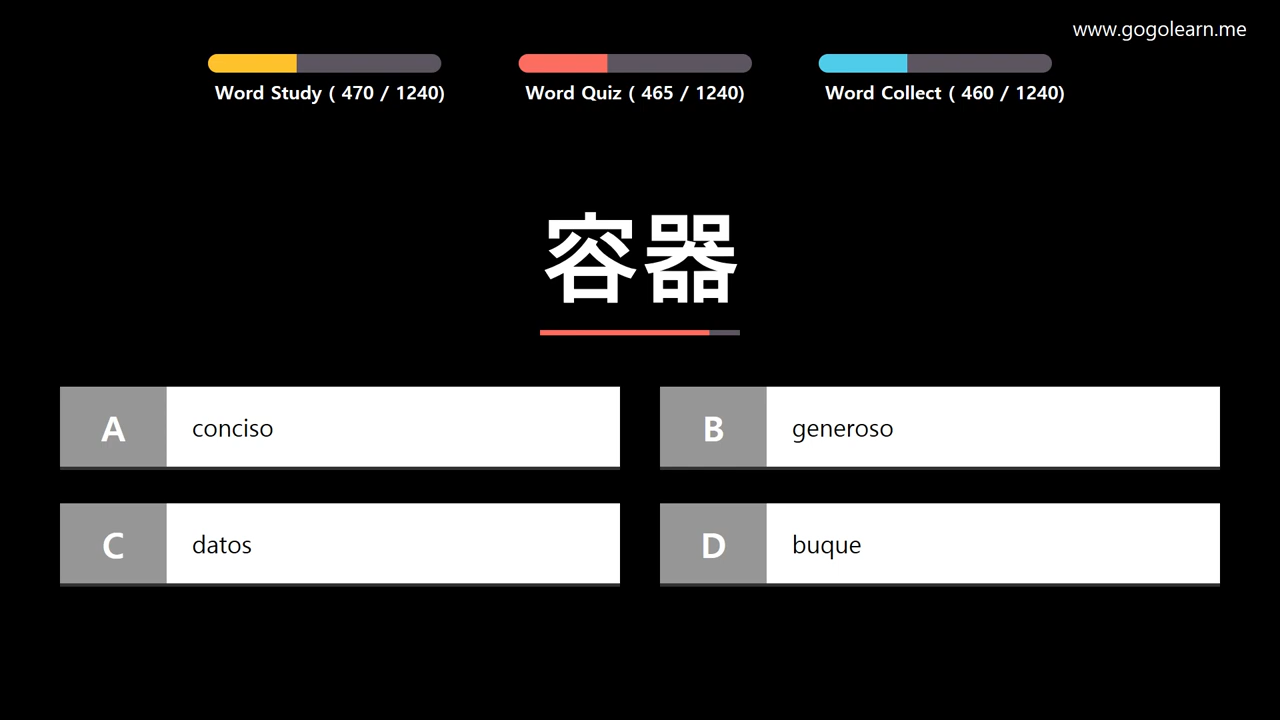 www.gogolearn.me
Word Study ( 470 / 1240)
Word Quiz ( 465 / 1240)
Word Collect ( 460 / 1240)
容器
A conciso
B generoso
C datos
D buque